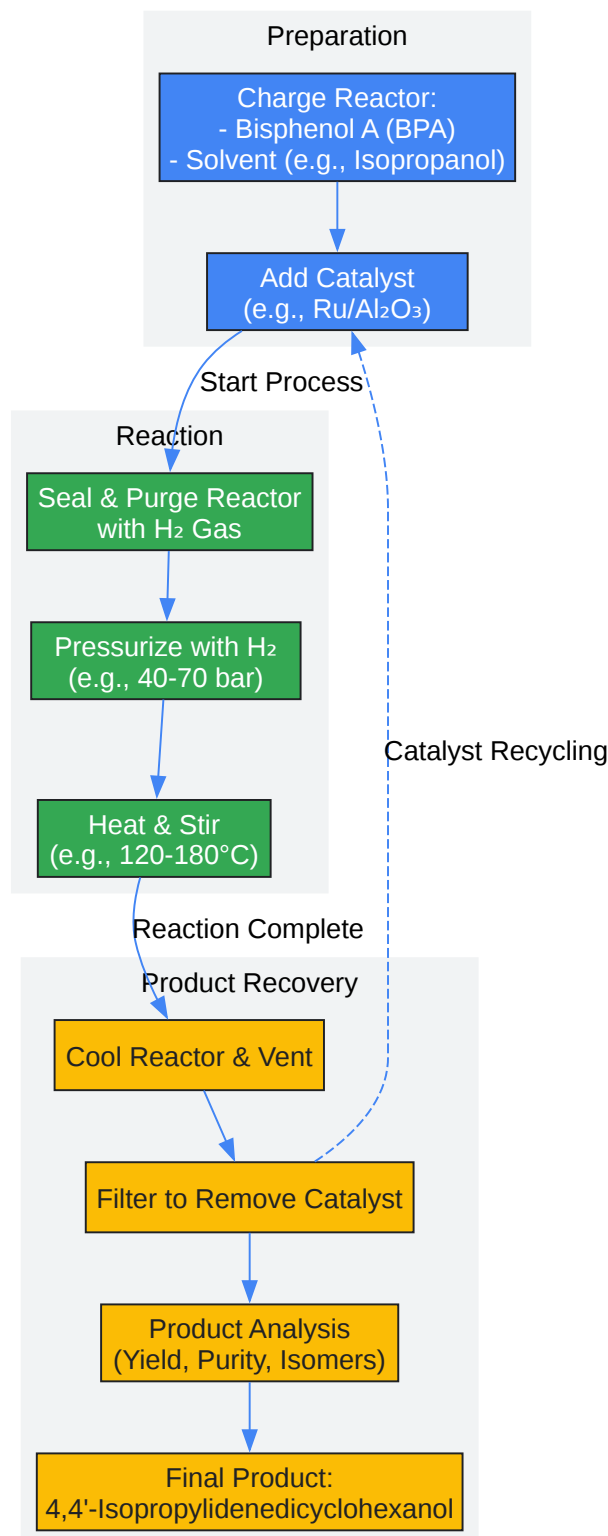 Preparation
Charge Reactor:
- Bisphenol A (BPA)
- Solvent (e.g., Isopropanol)
Add Catalyst
(e.g., Ru/Al₂O₃)
Start Process
Reaction
Seal & Purge Reactor
with H₂ Gas
Pressurize with H₂
(e.g., 40-70 bar)
Catalyst Recycling
Heat & Stir
(e.g., 120-180°C)
Reaction Complete
Product Recovery
Cool Reactor & Vent
Filter to Remove Catalyst
Product Analysis
(Yield, Purity, Isomers)
Final Product:
4,4'-Isopropylidenedicyclohexanol